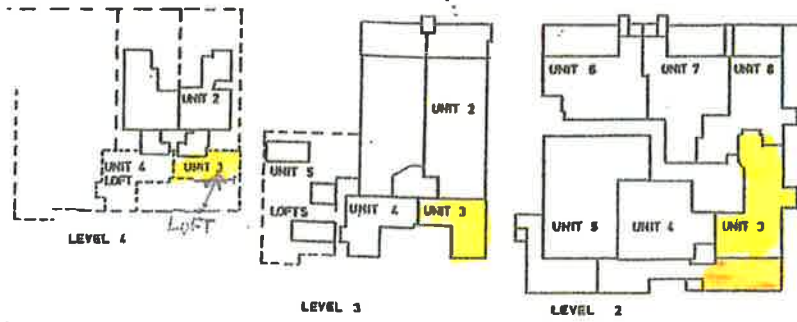 UNIT 2
UNIT 4
LOFT
UNIT 3
LOFT
LEVEL 4
UNIT 2
UNIT 5
LOFTS
UNIT 4
UNIT 3
LEVEL 3
UNIT 6
UNIT 7
UNIT 8
UNIT 5
UNIT 4
UNIT 3
LEVEL 2